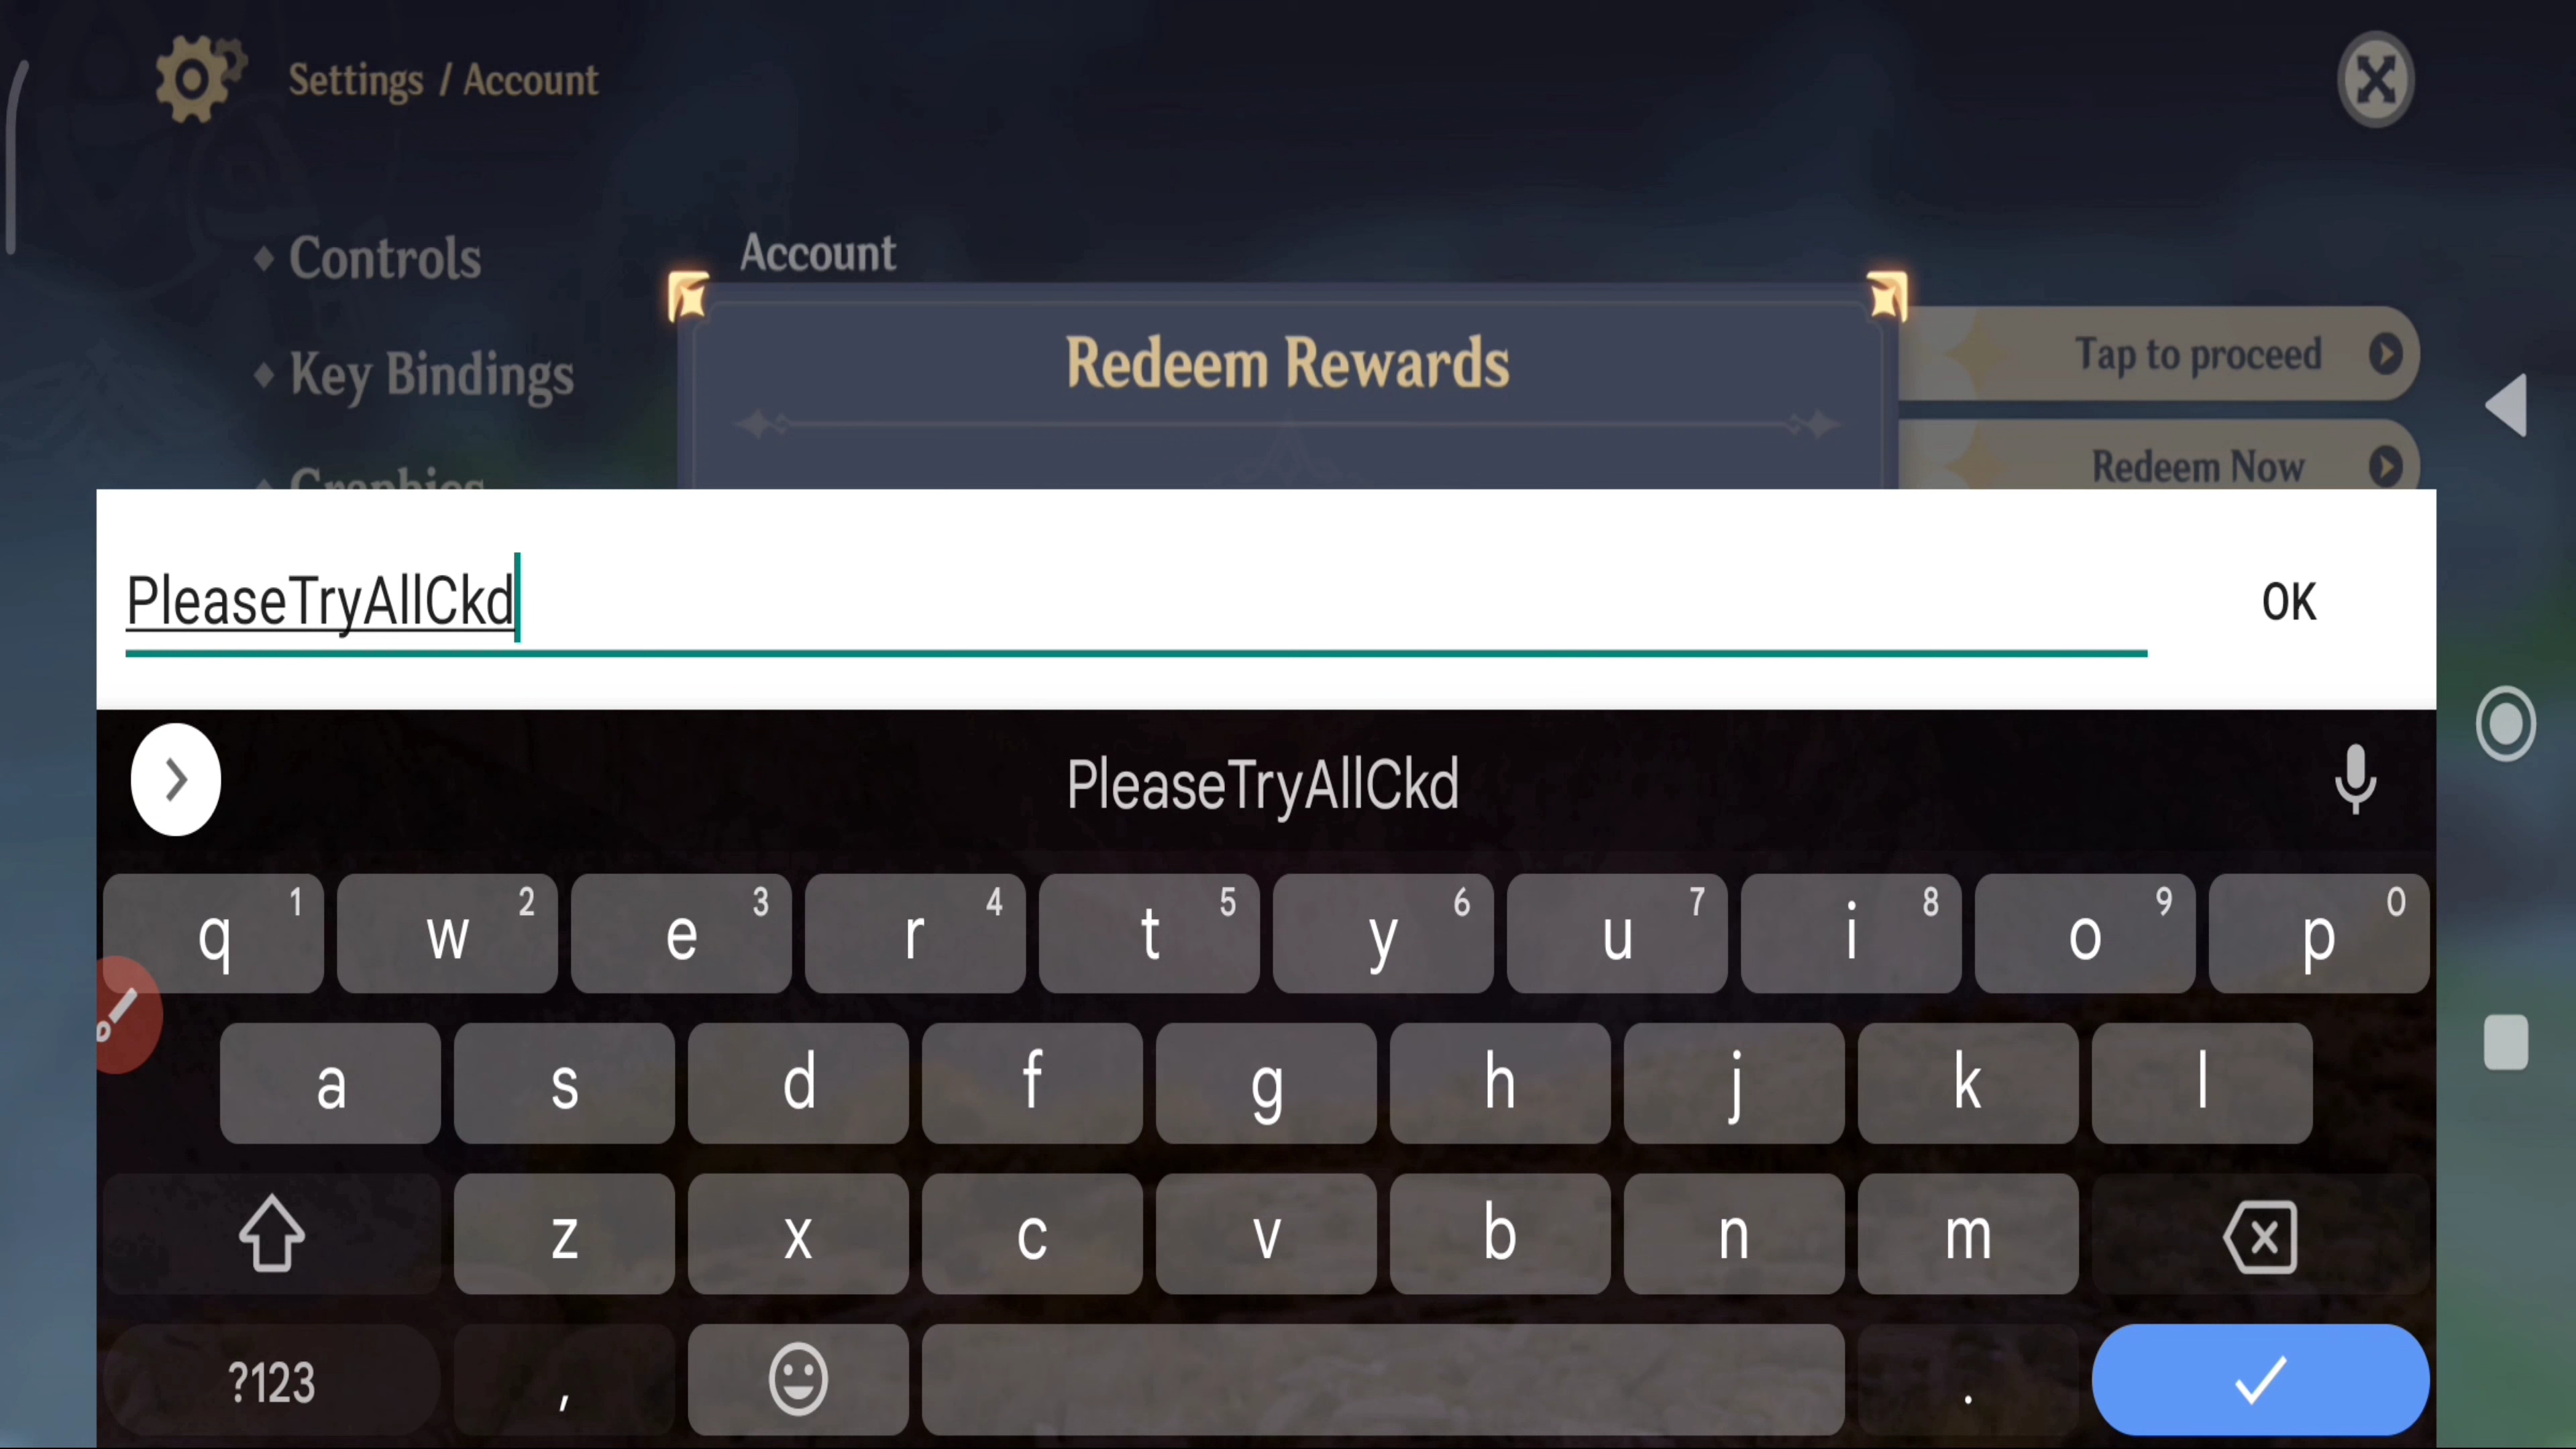 Settings / Account
Controls
Account
Key Bindings
Redeem Rewards
Tap to proceed
Graphics
Redeem Now
PleaseTryAllCkd
OK
PleaseTryAllCkd
q 1 w 2 e 3 r 4 t 5 y 6 u 7 i 8 o 9 p 0
a s d f g h j k l
z x c v b n m
?123 , .